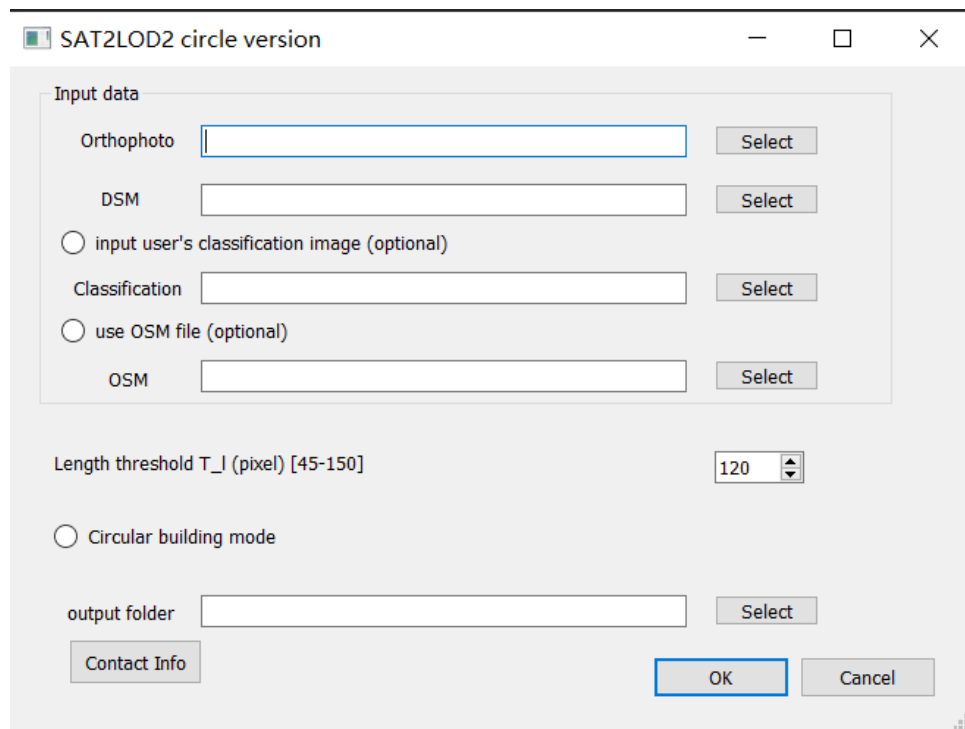 SAT2LOD2 circle version
Input data
Orthophoto Select
DSM Select
input user's classification image (optional)
Classification Select
use OSM file (optional)
OSM Select
Length threshold T_l (pixel) [45-150] 120
Circular building mode
output folder Select
Contact Info
OK Cancel